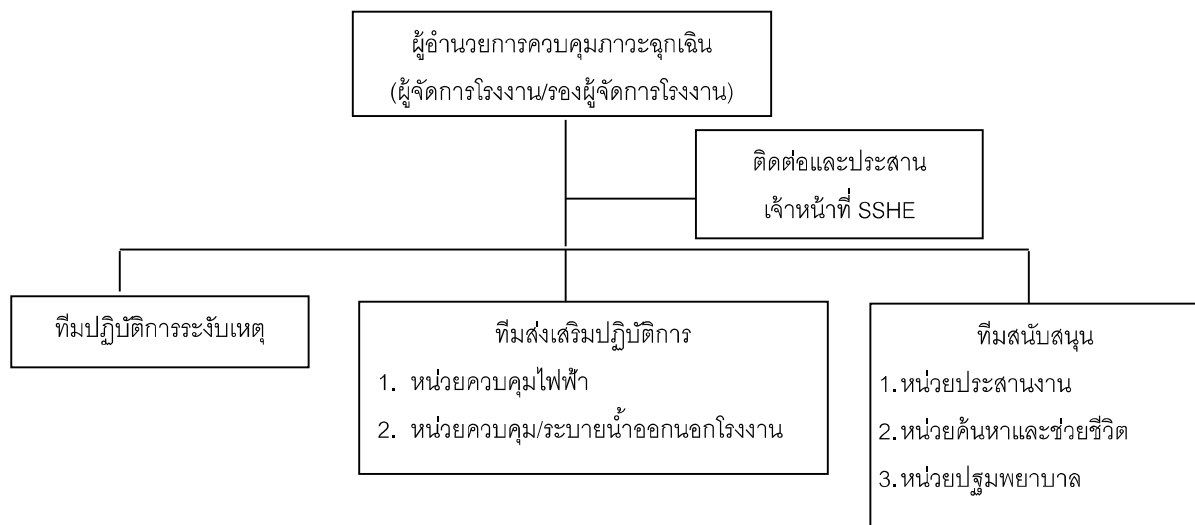 ผู้อำนวยการควบคุมภาวะฉุกเฉิน
(ผู้จัดการโรงงาน/รองผู้จัดการโรงงาน)
ติดต่อและประสาน
เจ้าหน้าที่ SSHE
ทีมปฏิบัติการระงับเหตุ
ทีมส่งเสริมปฏิบัติการ
1. หน่วยควบคุมไฟฟ้า
2. หน่วยควบคุม/ระบายน้ำออกนอกโรงงาน
ทีมสนับสนุน
1.หน่วยประสานงาน
2.หน่วยค้นหาและช่วยชีวิต
3.หน่วยปฐมพยาบาล